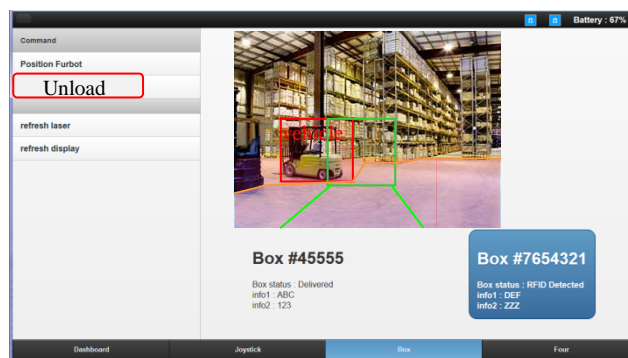 Battery : 67%
Command
Position Furbot
Unload
refresh laser
refresh display
vehicle
Box #45555
Box status : Delivered
info1 : ABC
info2 : 123
Box #7654321
Box status : RFID Detected
info1 : DEF
info2 : ZZZ
Dashboard
Joystick
Box
Four